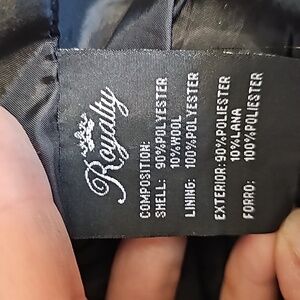 Royalty
COMPOSITION:
SHELL: 90%POLYESTER
10%WOOL
LINING: 100%POLYESTER
EXTERIOR: 90%POLIESTER
10%LANA
FORRO: 100%POLIESTER